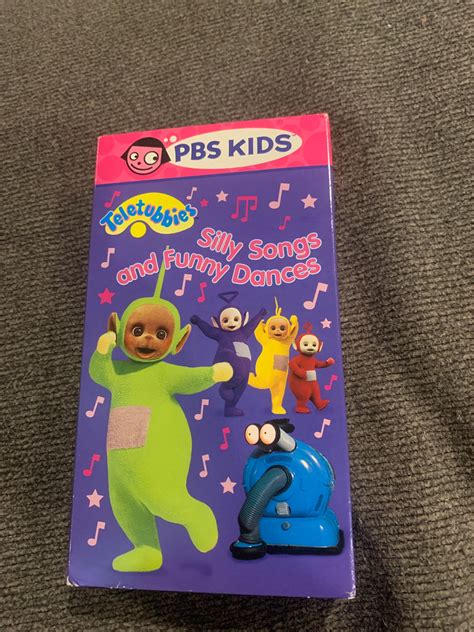 PBS KIDS
Teletubbies
Silly Songs
and Funny Dances